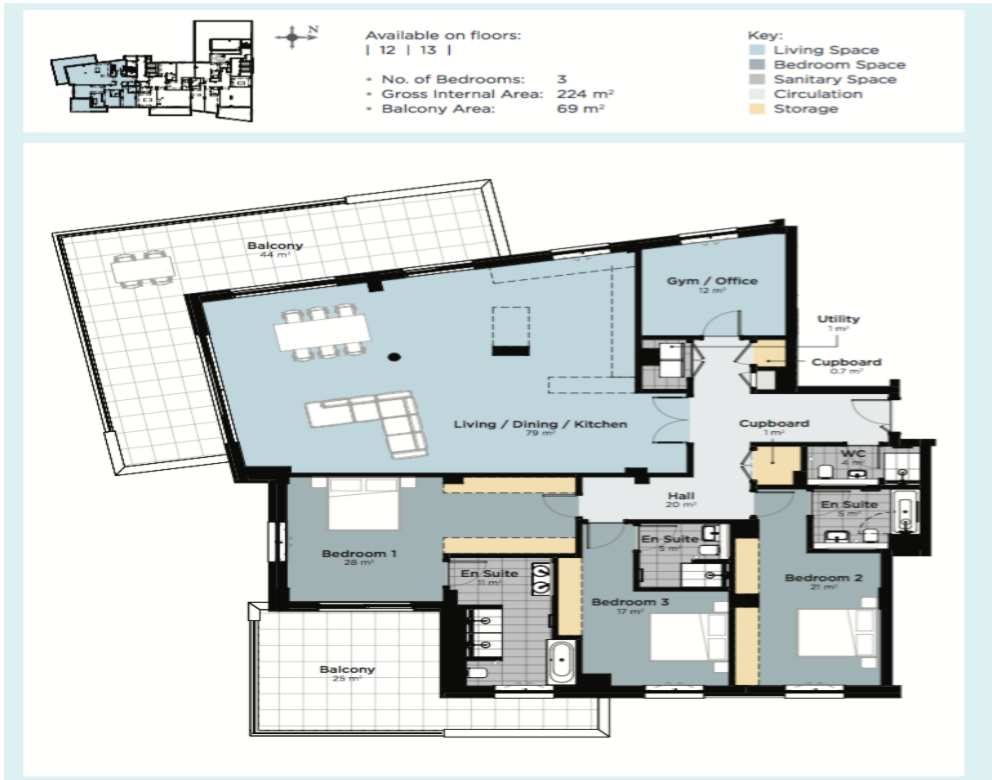 N
Available on floors:
| 12 | 13 |
• No. of Bedrooms: 3
• Gross Internal Area: 224 m²
• Balcony Area: 69 m²
Key:
Living Space
Bedroom Space
Sanitary Space
Circulation
Storage
Balcony
44 m²
Gym / Office
12 m²
Utility
1 m²
Cupboard
0.7 m²
Living / Dining / Kitchen
79 m²
Cupboard
1 m²
WC
4 m²
Hall
20 m²
En Suite
5 m²
En Suite
5 m²
Bedroom 1
28 m²
En Suite
11 m²
Bedroom 2
21 m²
Bedroom 3
17 m²
Balcony
25 m²